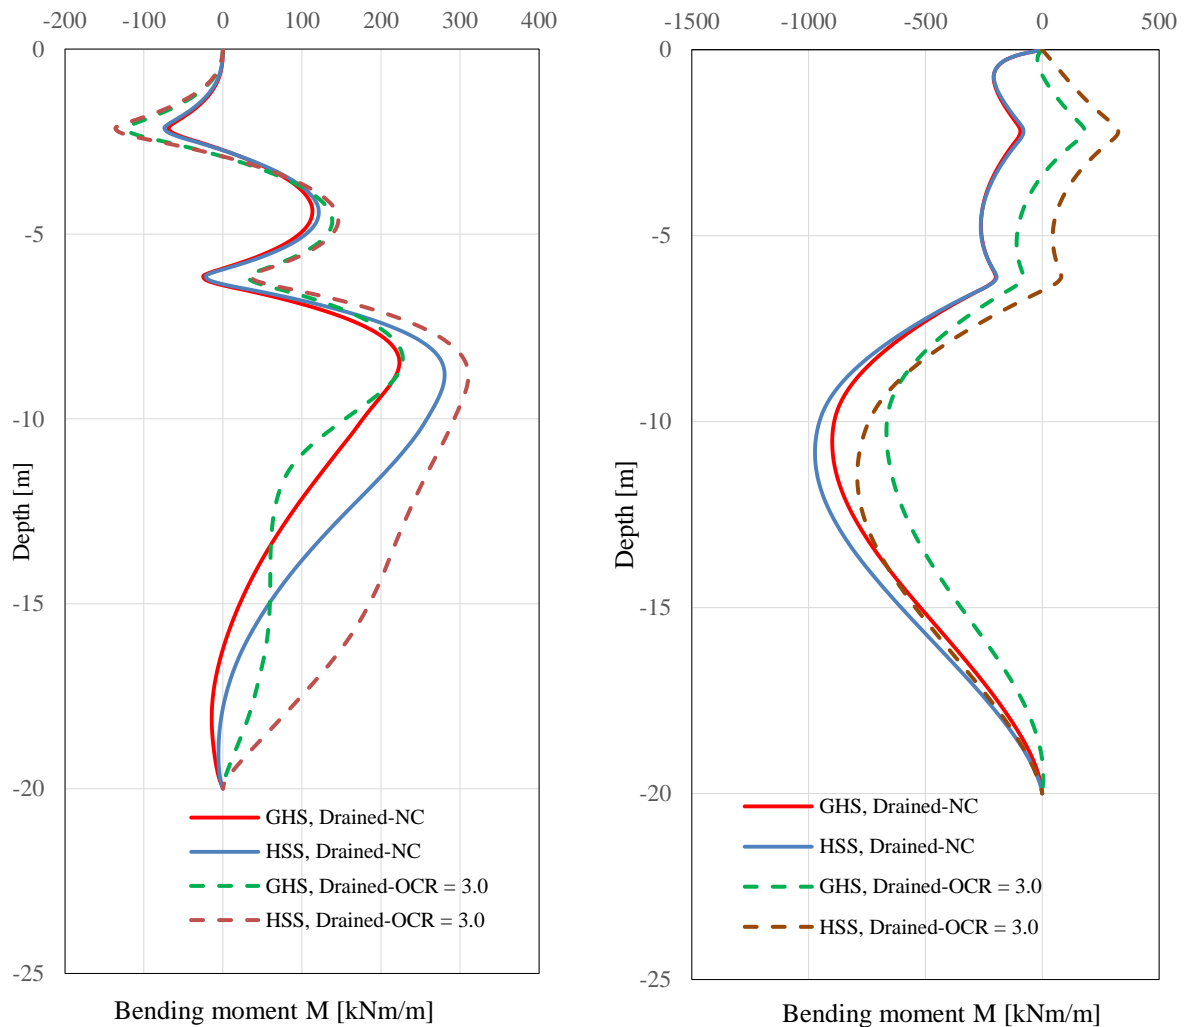 -200 -100 0 100 200 300 400
0
-5
-10
-15
-20
-25
Depth [m]
GHS, Drained-NC
HSS, Drained-NC
GHS, Drained-OCR = 3.0
HSS, Drained-OCR = 3.0
Bending moment M [kNm/m]
-1500 -1000 -500 0 500
0
-5
-10
-15
-20
-25
Depth [m]
GHS, Drained-NC
HSS, Drained-NC
GHS, Drained-OCR = 3.0
HSS, Drained-OCR = 3.0
Bending moment M [kNm/m]